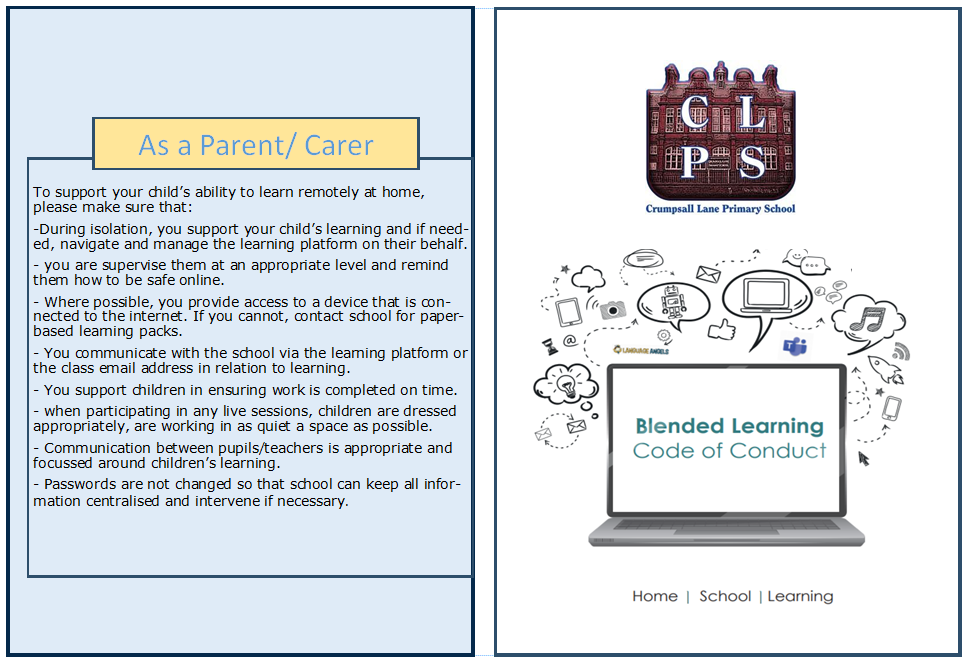 As a Parent/ Carer
To support your child's ability to learn remotely at home,
please make sure that:
-During isolation, you support your child's learning and if need-
ed, navigate and manage the learning platform on their behalf.
- you are supervise them at an appropriate level and remind
them how to be safe online.
- Where possible, you provide access to a device that is con-
nected to the internet. If you cannot, contact school for paper-
based learning packs.
- You communicate with the school via the learning platform or
the class email address in relation to learning.
- You support children in ensuring work is completed on time.
- when participating in any live sessions, children are dressed
appropriately, are working in as quiet a space as possible.
- Communication between pupils/teachers is appropriate and
focussed around children's learning.
- Passwords are not changed so that school can keep all infor-
mation centralised and intervene if necessary.
C L
P S
Crumpsall Lane Primary School
@
LANGUAGE ANGELS
T
Blended Learning
Code of Conduct
Home | School | Learning